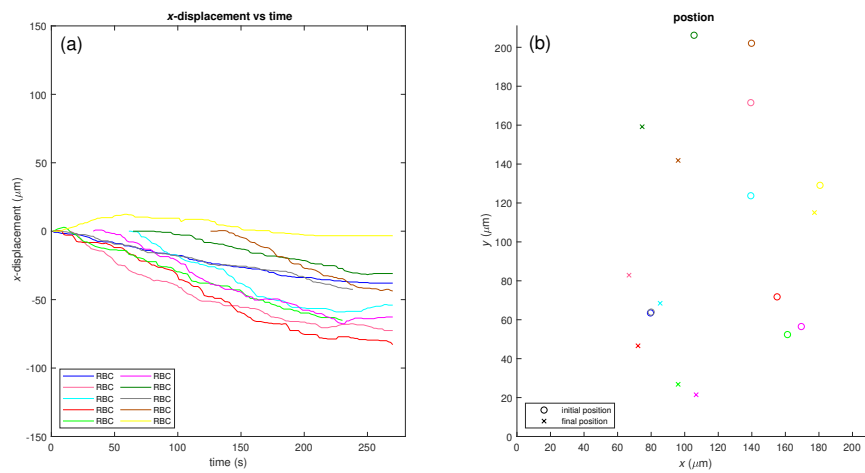 x-displacement vs time
(a)
150
100
50
0
-50
-100
-150
x-displacement (μm)
RBC RBC
RBC RBC
RBC RBC
RBC RBC
RBC RBC
0 50 100 150 200 250
time (s)
postion
(b)
200
180
160
140
120
100
80
60
40
20
0
y (μm)
initial position
final position
0 20 40 60 80 100 120 140 160 180 200
x (μm)